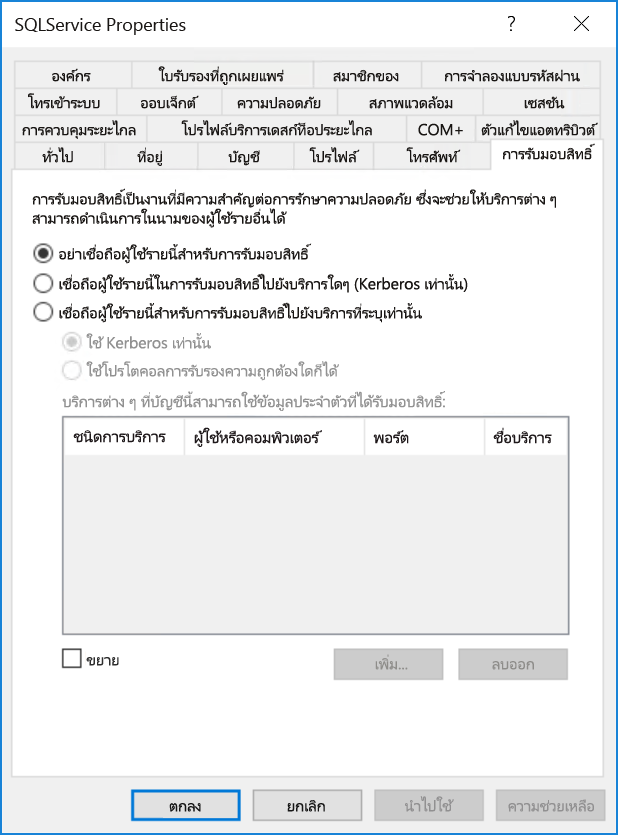 SQLService Properties
องค์กร ใบรับรองที่ถูกเผยแพร่ สมาชิกของ การจำลองแบบรหัสผ่าน
โทรเข้าระบบ ออบเจ็กต์ ความปลอดภัย สภาพแวดล้อม เซสชัน
การควบคุมระยะไกล โปรไฟล์บริการเดสก์ท็อประยะไกล COM+ ตัวแก้ไขแอตทริบิวต์
ทั่วไป ที่อยู่ บัญชี โปรไฟล์ โทรศัพท์ การรับมอบสิทธิ์
การรับมอบสิทธิ์เป็นงานที่มีความสำคัญต่อการรักษาความปลอดภัย ซึ่งจะช่วยให้บริการต่าง ๆ
สามารถดำเนินการในนามของผู้ใช้รายอื่นได้
อย่าเชื่อถือผู้ใช้รายนี้สำหรับการรับมอบสิทธิ์
เชื่อถือผู้ใช้รายนี้ในการรับมอบสิทธิ์ไปยังบริการใดๆ (Kerberos เท่านั้น)
เชื่อถือผู้ใช้รายนี้สำหรับการรับมอบสิทธิ์ไปยังบริการที่ระบุเท่านั้น
ใช้ Kerberos เท่านั้น
ใช้โปรโตคอลการรับรองความถูกต้องใดก็ได้
บริการต่าง ๆ ที่บัญชีนี้สามารถใช้ข้อมูลประจำตัวที่ได้รับมอบสิทธิ์:
ชนิดการบริการ ผู้ใช้หรือคอมพิวเตอร์ พอร์ต ชื่อบริการ
ขยาย เพิ่ม... ลบออก
ตกลง ยกเลิก นำไปใช้ ความช่วยเหลือ